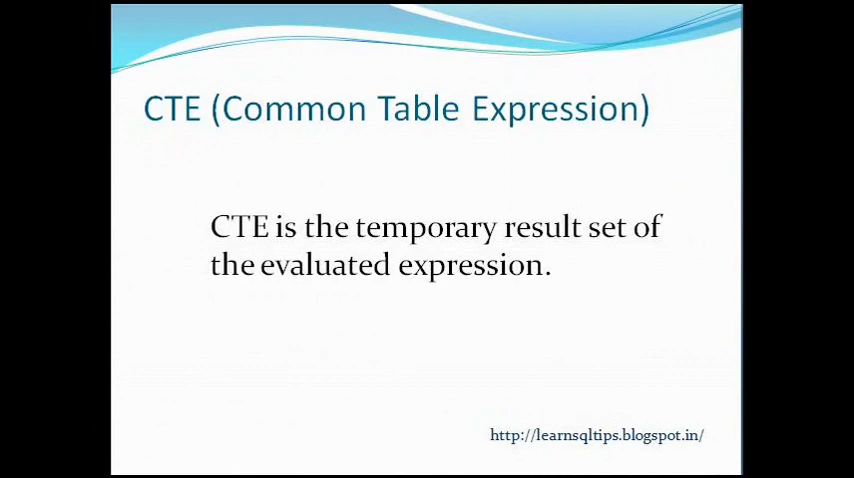 CTE (Common Table Expression)
CTE is the temporary result set of
the evaluated expression.
http://learnsqltips.blogspot.in/